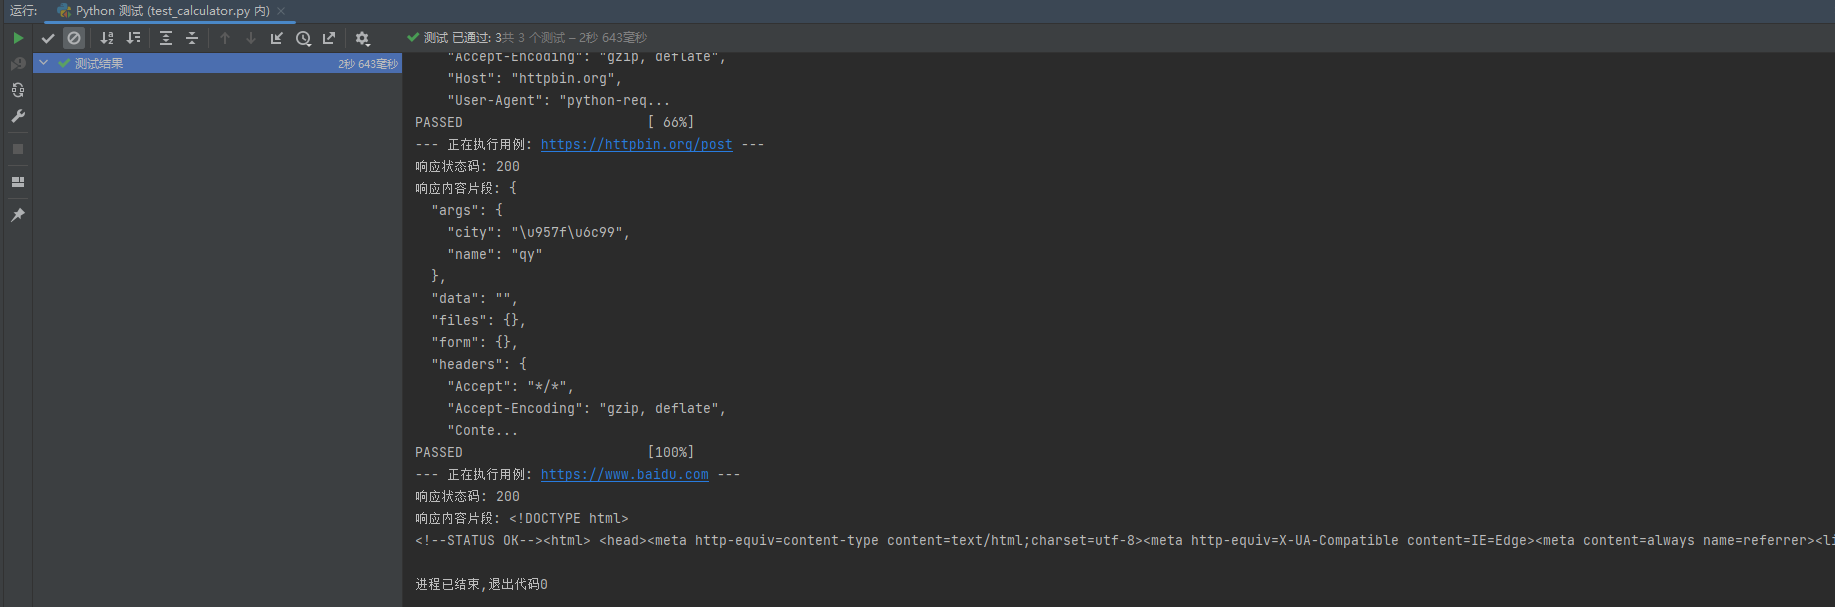 运行: Python 测试 (test_calculator.py 内) ×
测试 已通过: 3共 3 个测试 – 2秒 643毫秒
测试结果 2秒 643毫秒
"Accept-Encoding": "gzip, deflate",
"Host": "httpbin.org",
"User-Agent": "python-req...
PASSED [ 66%]
--- 正在执行用例: https://httpbin.org/post ---
响应状态码: 200
响应内容片段: {
"args": {
"city": "\u957f\u6c99",
"name": "qy"
},
"data": "",
"files": {},
"form": {},
"headers": {
"Accept": "*/*",
"Accept-Encoding": "gzip, deflate",
"Conte...
PASSED [100%]
--- 正在执行用例: https://www.baidu.com ---
响应状态码: 200
响应内容片段: <!DOCTYPE html>
<!--STATUS OK--><html> <head><meta http-equiv=content-type content=text/html;charset=utf-8><meta http-equiv=X-UA-Compatible content=IE=Edge><meta content=always name=referrer><li
进程已结束,退出代码0